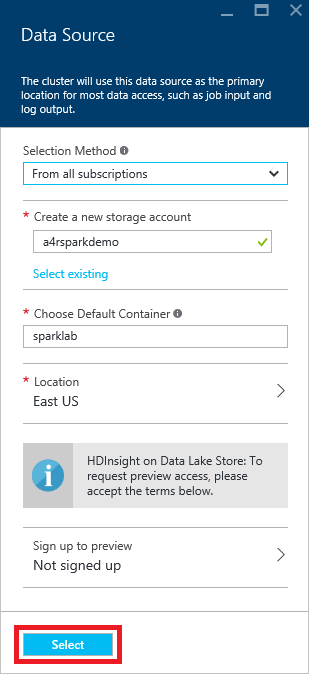 Data Source
The cluster will use this data source as the primary
location for most data access, such as job input and
log output.
Selection Method
From all subscriptions
* Create a new storage account
a4rsparkdemo
Select existing
* Choose Default Container
sparklab
* Location
East US
HDInsight on Data Lake Store: To
request preview access, please
accept the terms below.
Sign up to preview
Not signed up
Select